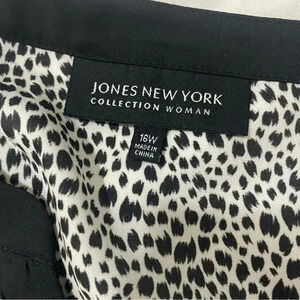 JONES NEW YORK
COLLECTION WOMAN
16W
MADE IN
CHINA